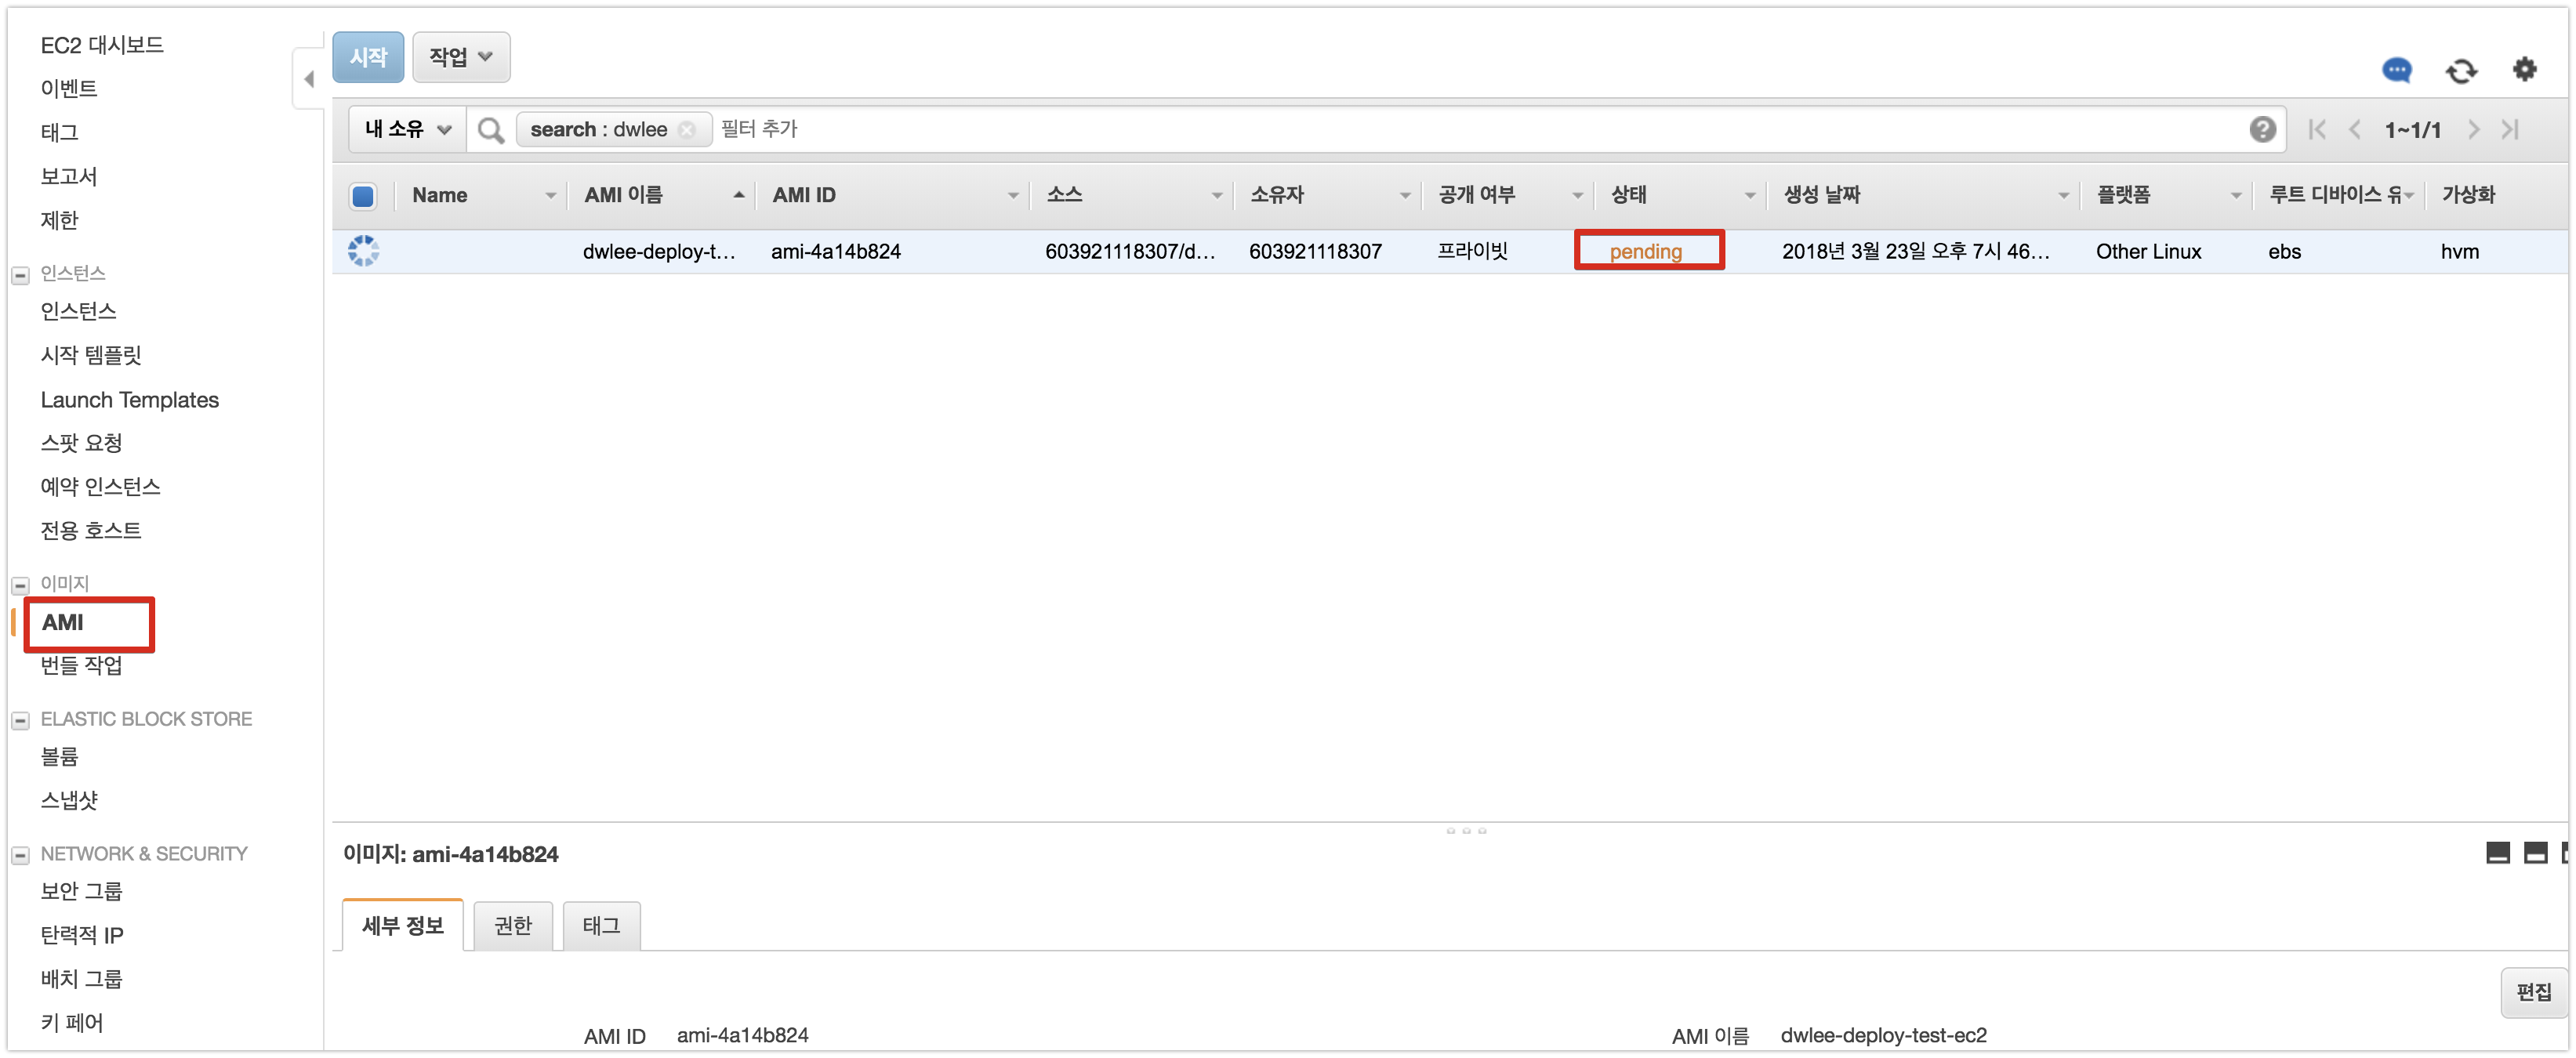 EC2 대시보드
이벤트
태그
보고서
제한
인스턴스
인스턴스
시작 템플릿
Launch Templates
스팟 요청
예약 인스턴스
전용 호스트
이미지
AMI
번들 작업
ELASTIC BLOCK STORE
볼륨
스냅샷
NETWORK & SECURITY
보안 그룹
탄력적 IP
배치 그룹
키 페어
시작 작업
내 소유 search : dwlee 필터 추가 1~1/1
Name AMI 이름 AMI ID 소스 소유자 공개 여부 상태 생성 날짜 플랫폼 루트 디바이스 유 가상화
dwlee-deploy-t... ami-4a14b824 603921118307/d... 603921118307 프라이빗 pending 2018년 3월 23일 오후 7시 46... Other Linux ebs hvm
이미지: ami-4a14b824
세부 정보 권한 태그
편집
AMI ID ami-4a14b824 AMI 이름 dwlee-deploy-test-ec2